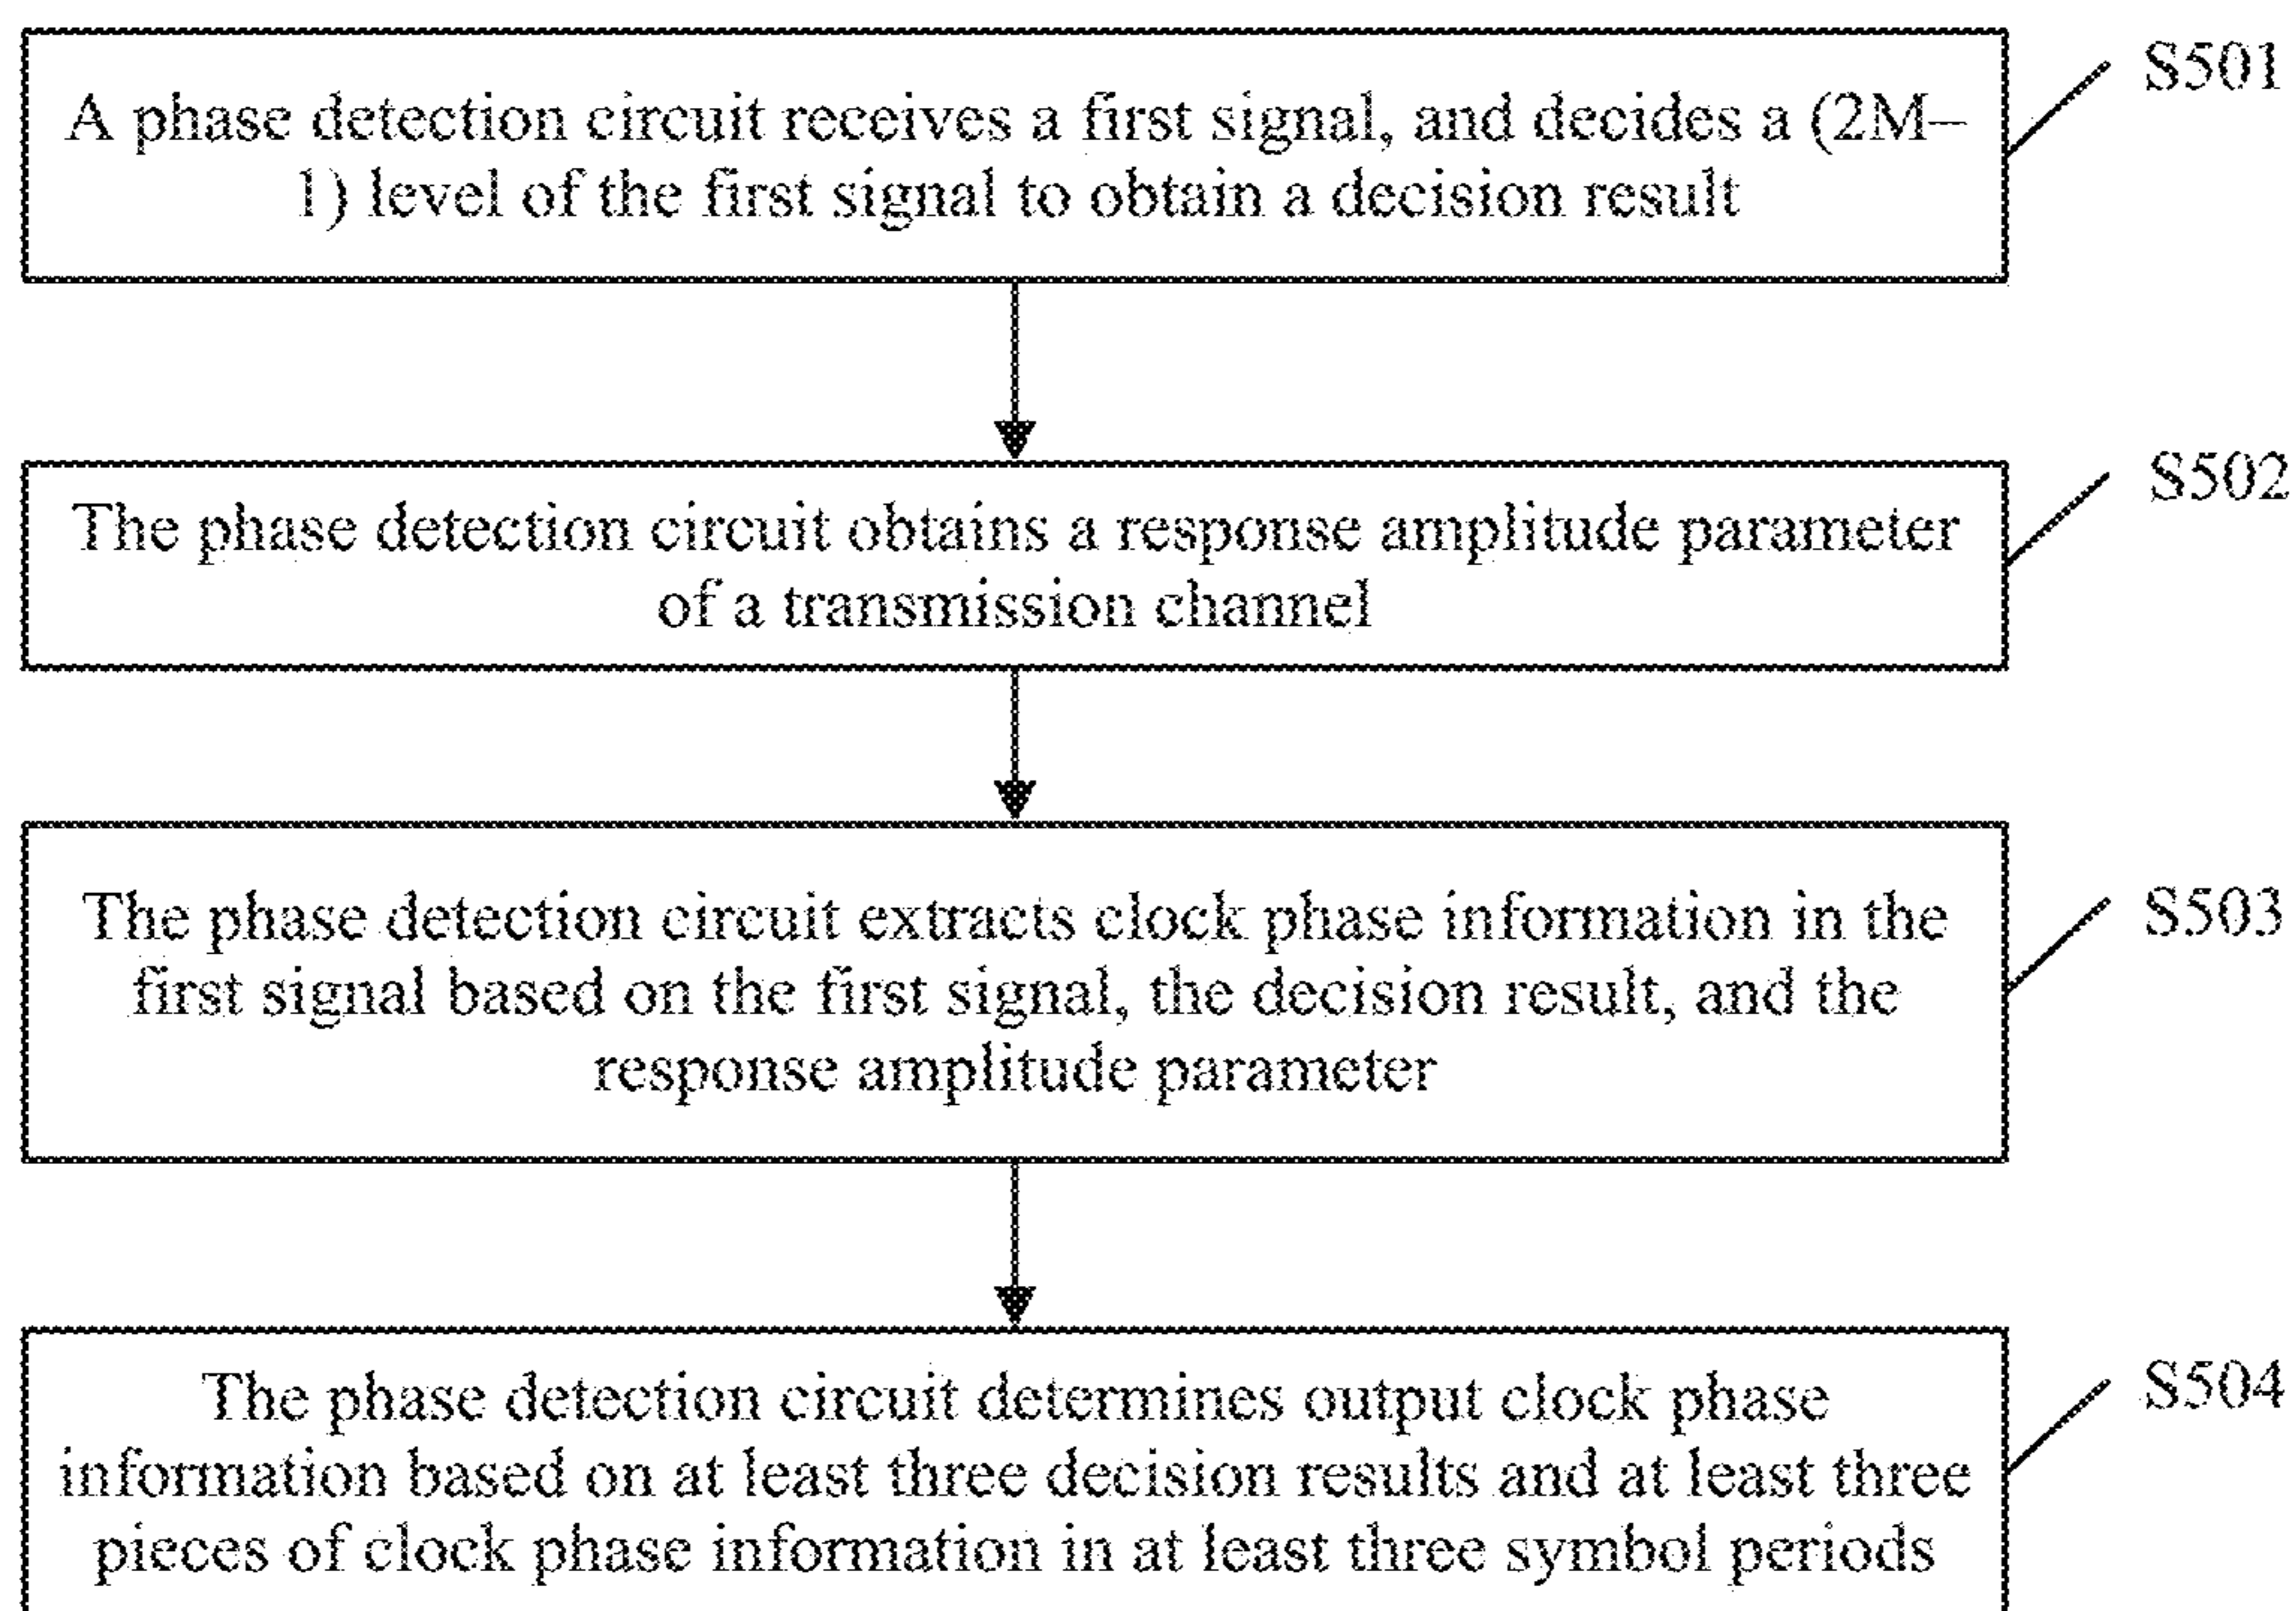 A phase detection circuit receives a first signal, and decides a (2M–
1) level of the first signal to obtain a decision result
S501
The phase detection circuit obtains a response amplitude parameter
of a transmission channel
S502
The phase detection circuit extracts clock phase information in the
first signal based on the first signal, the decision result, and the
response amplitude parameter
S503
The phase detection circuit determines output clock phase
information based on at least three decision results and at least three
pieces of clock phase information in at least three symbol periods
S504